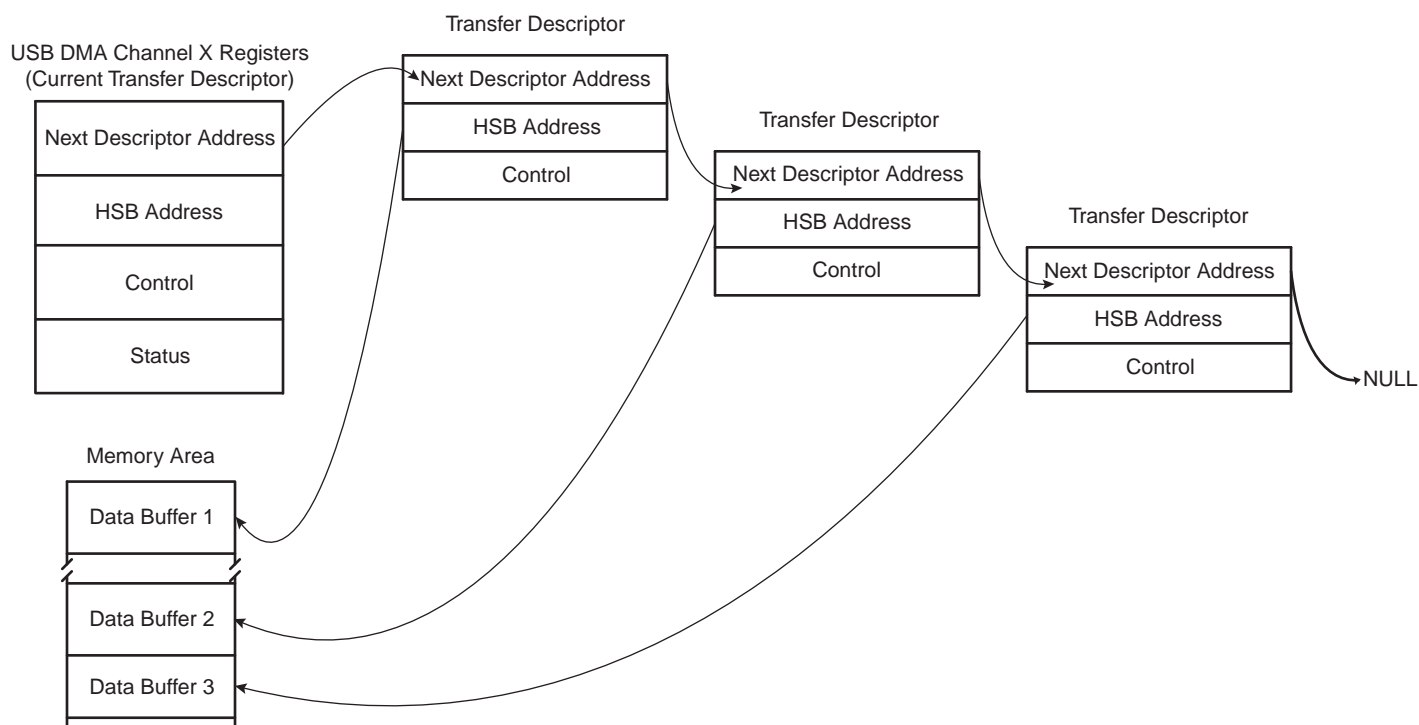 USB DMA Channel X Registers
(Current Transfer Descriptor)
Next Descriptor Address
HSB Address
Control
Status
Transfer Descriptor
Next Descriptor Address
HSB Address
Control
Transfer Descriptor
Next Descriptor Address
HSB Address
Control
Transfer Descriptor
Next Descriptor Address
HSB Address
Control
NULL
Memory Area
Data Buffer 1
Data Buffer 2
Data Buffer 3